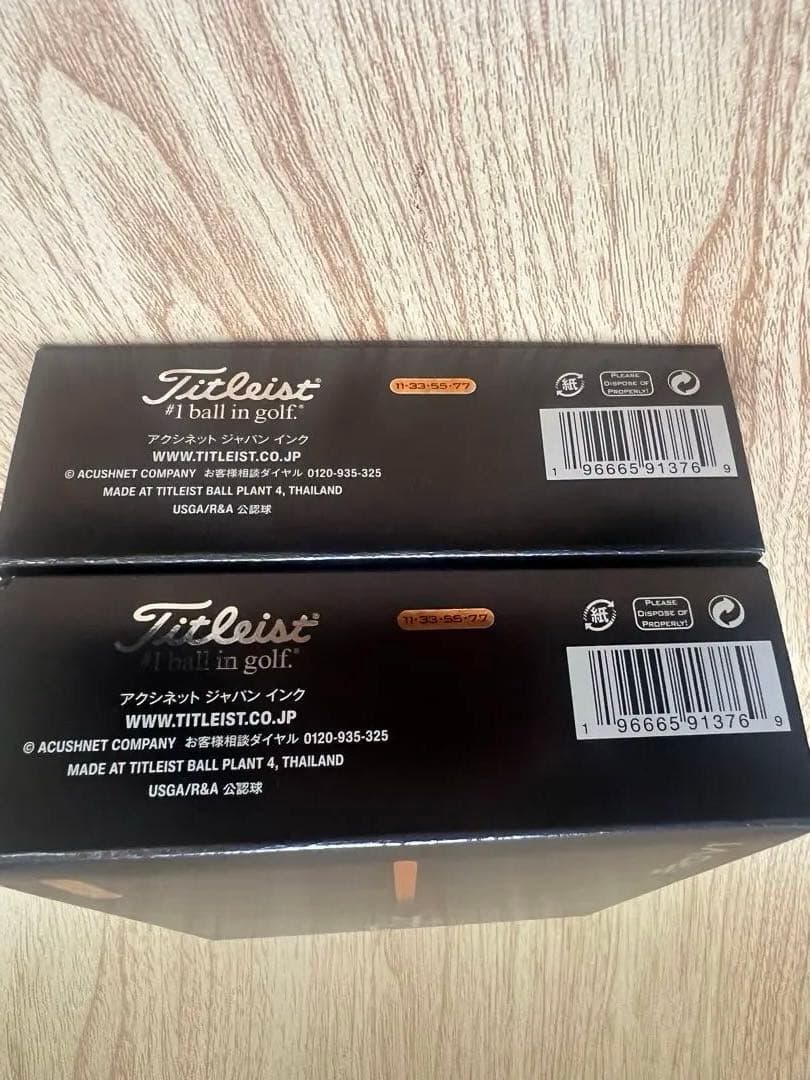 Titleist®
#1 ball in golf.®
アクシネット ジャパン インク
WWW.TITLEIST.CO.JP
© ACUSHNET COMPANY お客様相談ダイヤル 0120-935-325
MADE AT TITLEIST BALL PLANT 4, THAILAND
USGA/R&A 公認球
11·33·55·77
紙
PLEASE
DISPOSE OF
PROPERLY!
1 96665 91376 9
Titleist®
#1 ball in golf.®
アクシネット ジャパン インク
WWW.TITLEIST.CO.JP
© ACUSHNET COMPANY お客様相談ダイヤル 0120-935-325
MADE AT TITLEIST BALL PLANT 4, THAILAND
USGA/R&A 公認球
11·33·55·77
紙
PLEASE
DISPOSE OF
PROPERLY!
1 96665 91376 9